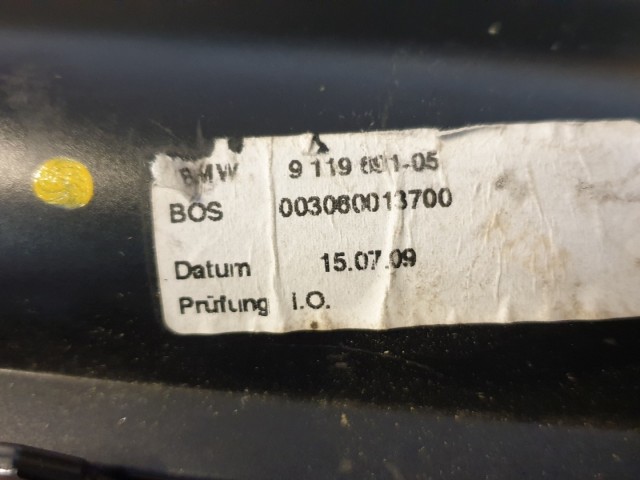 BMW 9 119
BOS 003060013700
Datum 15.07.09
Prüfung i.O.